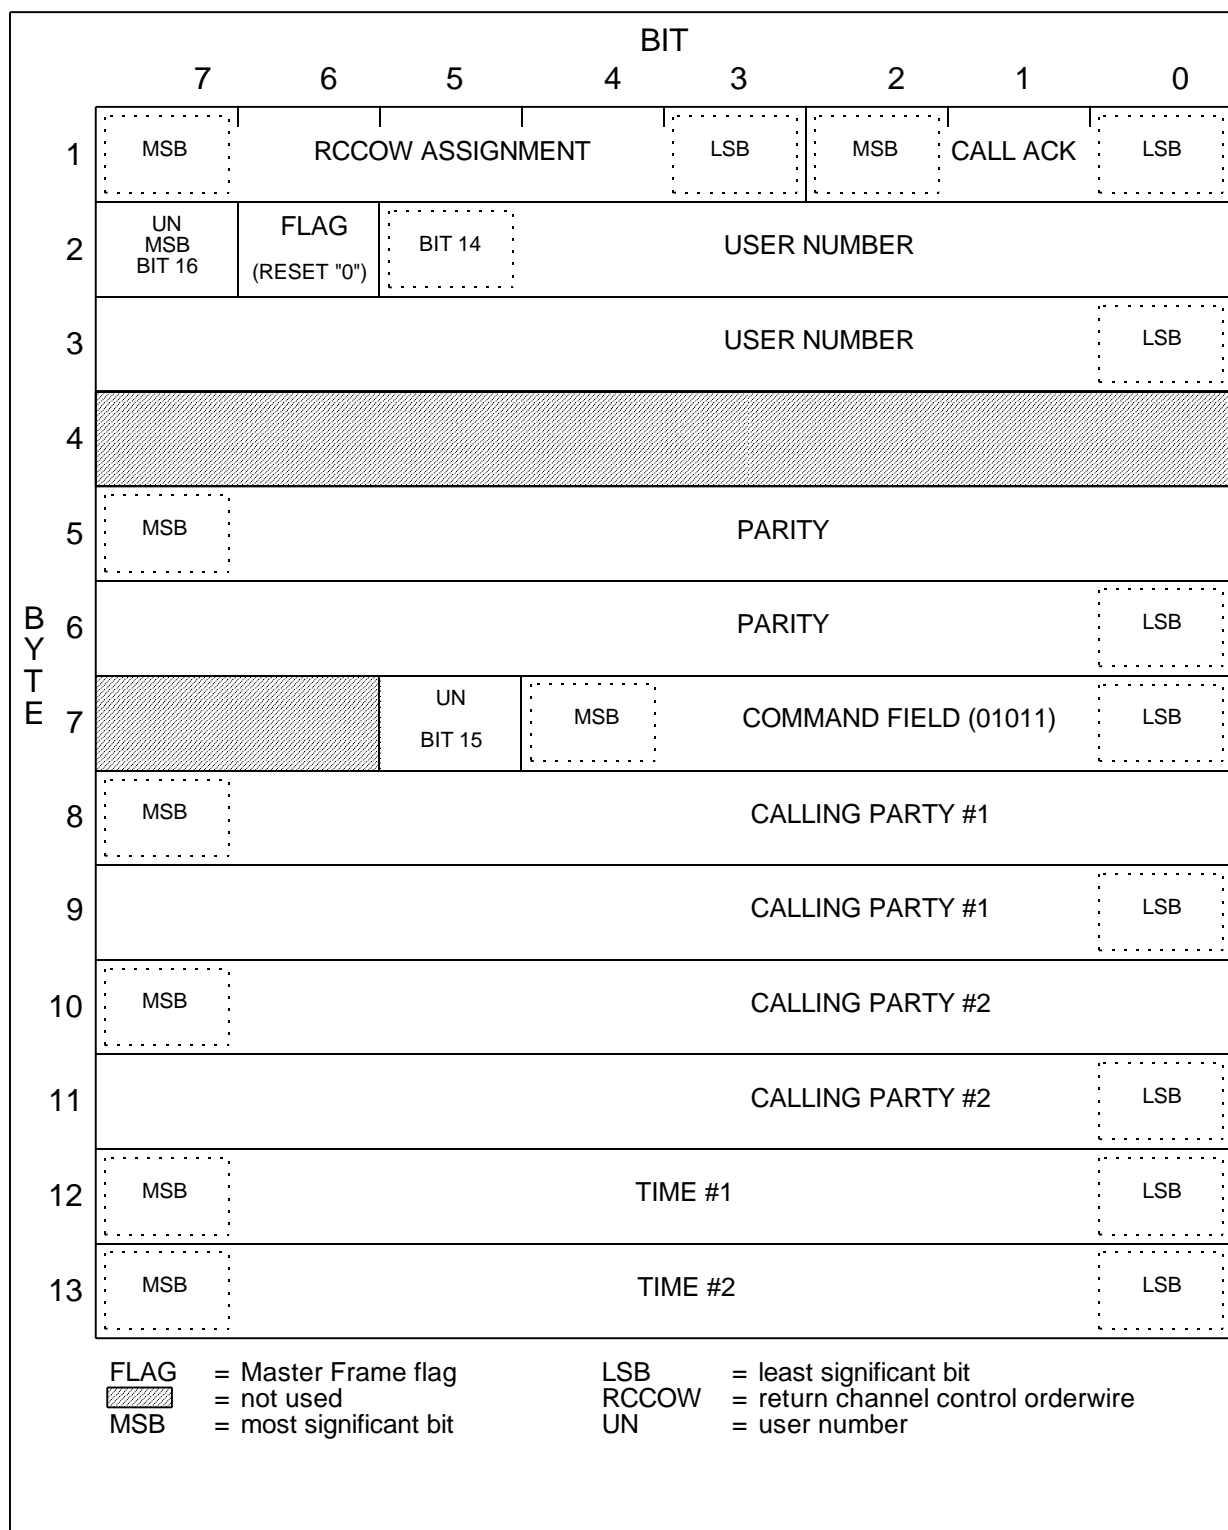 BIT
7 6 5 4 3 2 1 0
1 MSB RCCOW ASSIGNMENT LSB MSB CALL ACK LSB
2 UN MSB BIT 16 FLAG (RESET "0") BIT 14 USER NUMBER
3 USER NUMBER LSB
4
5 MSB PARITY
BYTE
6 PARITY LSB
7 UN BIT 15 MSB COMMAND FIELD (01011) LSB
8 MSB CALLING PARTY #1
9 CALLING PARTY #1 LSB
10 MSB CALLING PARTY #2
11 CALLING PARTY #2 LSB
12 MSB TIME #1 LSB
13 MSB TIME #2 LSB
FLAG = Master Frame flag LSB = least significant bit
= not used RCCOW = return channel control orderwire
MSB = most significant bit UN = user number